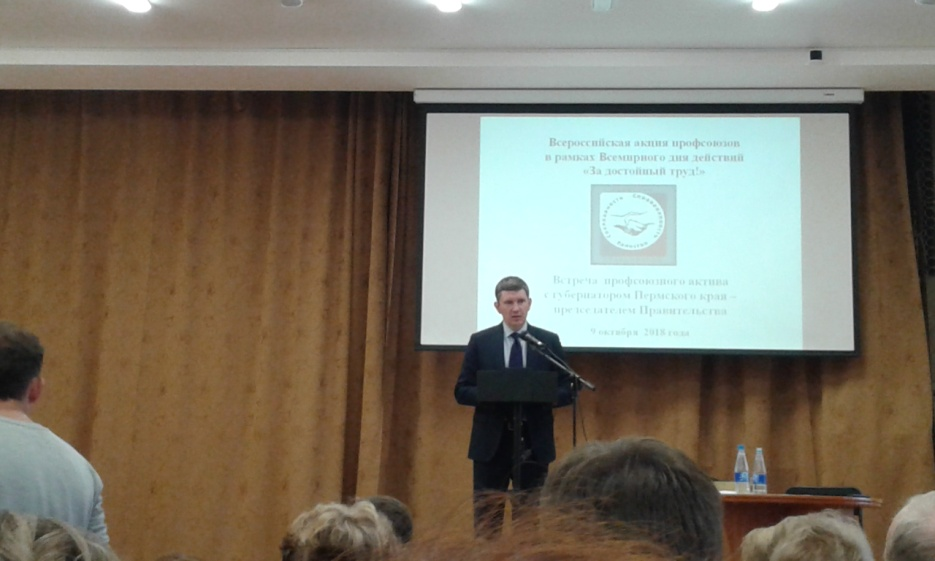 Всероссийская акция профсоюзов
в рамках Всемирного дня действий
«За достойный труд!»
Встреча профсоюзного актива
с губернатором Пермского края –
председателем Правительства
9 октября 2018 года